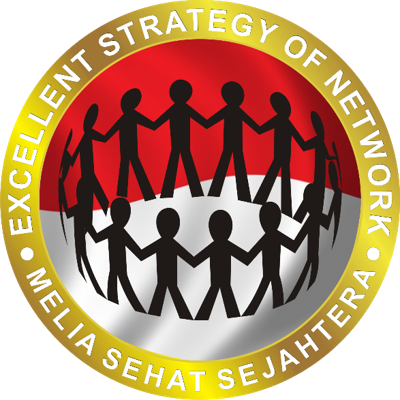 EXCELLENT STRATEGY OF NETWORK
MELIA SEHAT SEJAHTERA